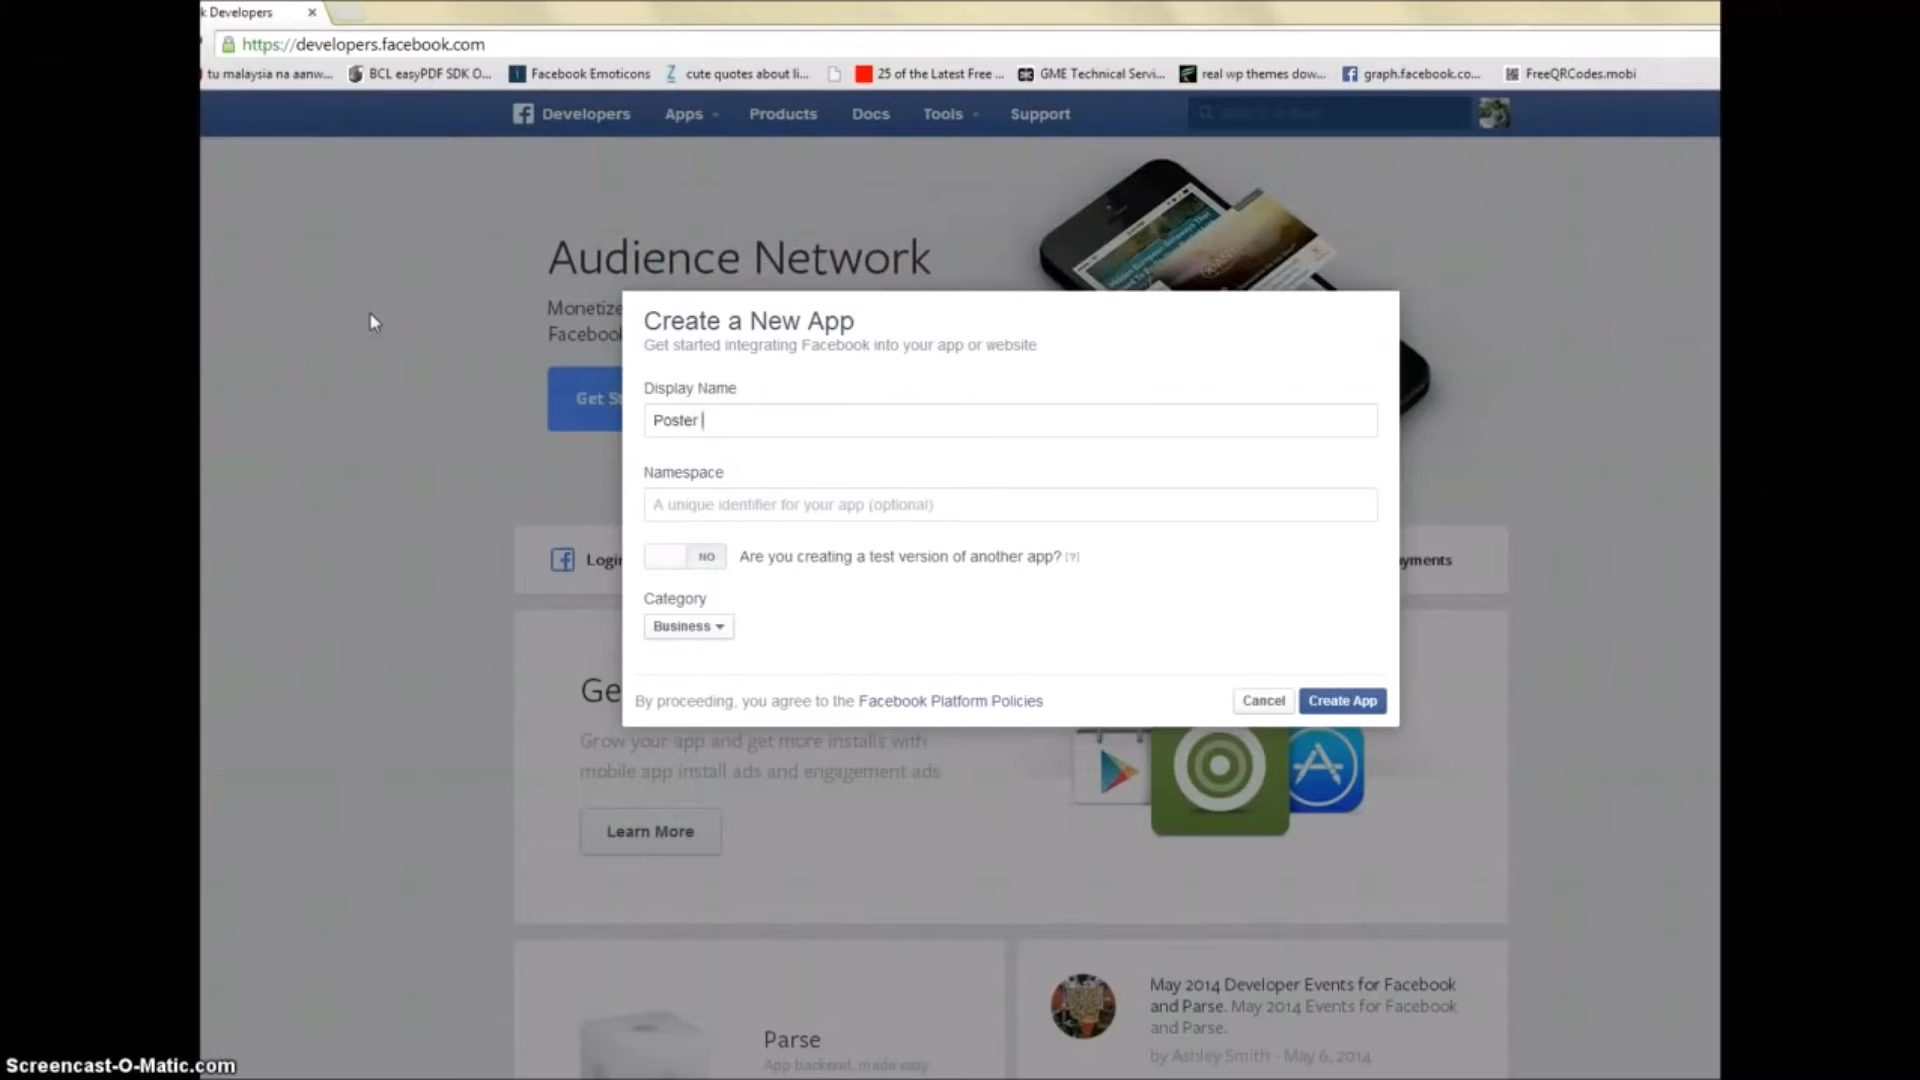 k Developers
https://developers.facebook.com
tu malaysia na aanw...
BCL easyPDF SDK O...
Facebook Emoticons
cute quotes about li...
25 of the Latest Free ...
GME Technical Servi...
real wp themes dow...
graph.facebook.co...
FreeQRCodes.mobi
Developers
Apps
Products
Docs
Tools
Support
Audience Network
Monetize
Facebook
Get St
Create a New App
Get started integrating Facebook into your app or website
Display Name
Poster
Namespace
A unique identifier for your app (optional)
NO
Are you creating a test version of another app? [?]
Category
Business
By proceeding, you agree to the Facebook Platform Policies
Cancel
Create App
Login
yments
Ge
Grow your app and get more installs with
mobile app install ads and engagement ads
Learn More
Parse
App backend, made easy
May 2014 Developer Events for Facebook
and Parse. May 2014 Events for Facebook
and Parse.
by Ashley Smith - May 6, 2014
Screencast-O-Matic.com